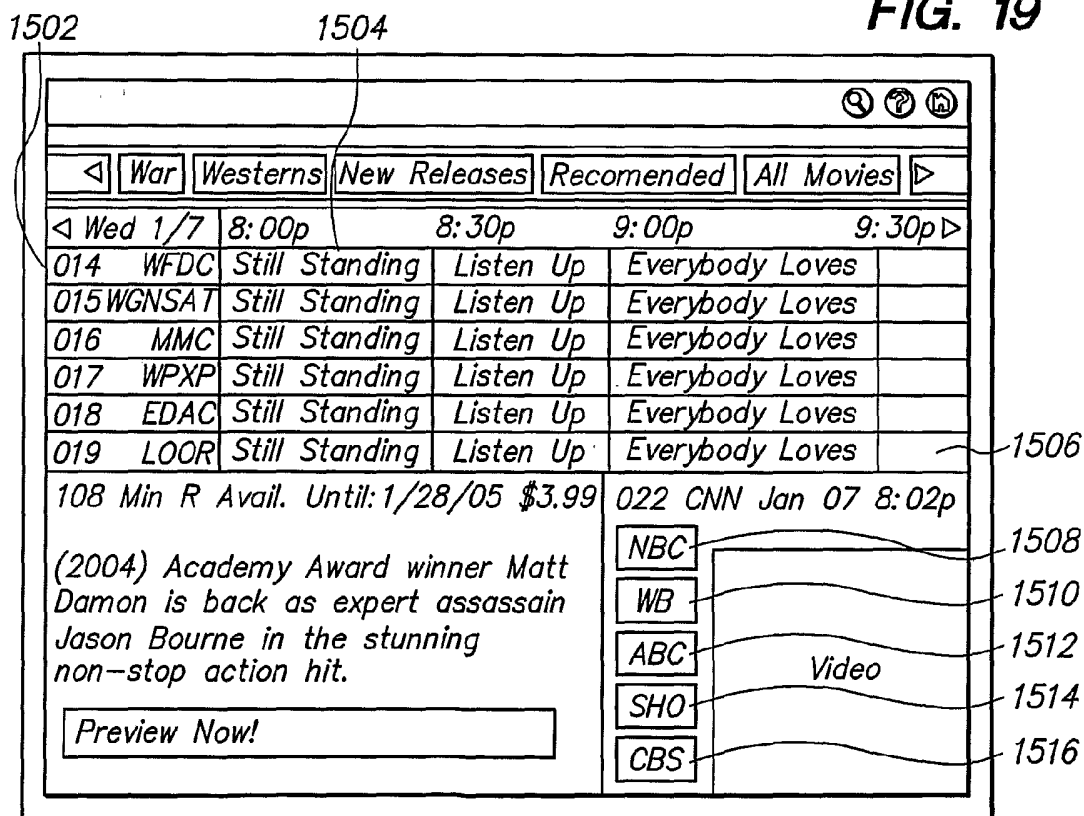 FIG. 19
1502 1504
◁ War Westerns New Releases Recomended All Movies ▷
◁ Wed 1/7 8:00p 8:30p 9:00p 9:30p ▷
014 WFDC Still Standing Listen Up Everybody Loves
015 WGNSAT Still Standing Listen Up Everybody Loves
016 MMC Still Standing Listen Up Everybody Loves
017 WPXP Still Standing Listen Up Everybody Loves
018 EDAC Still Standing Listen Up Everybody Loves
019 LOOR Still Standing Listen Up Everybody Loves
1506
108 Min R Avail. Until: 1/28/05 $3.99
(2004) Academy Award winner Matt
Damon is back as expert assassain
Jason Bourne in the stunning
non-stop action hit.
Preview Now!
022 CNN Jan 07 8:02p
NBC 1508
WB 1510
ABC 1512
Video
SHO 1514
CBS 1516